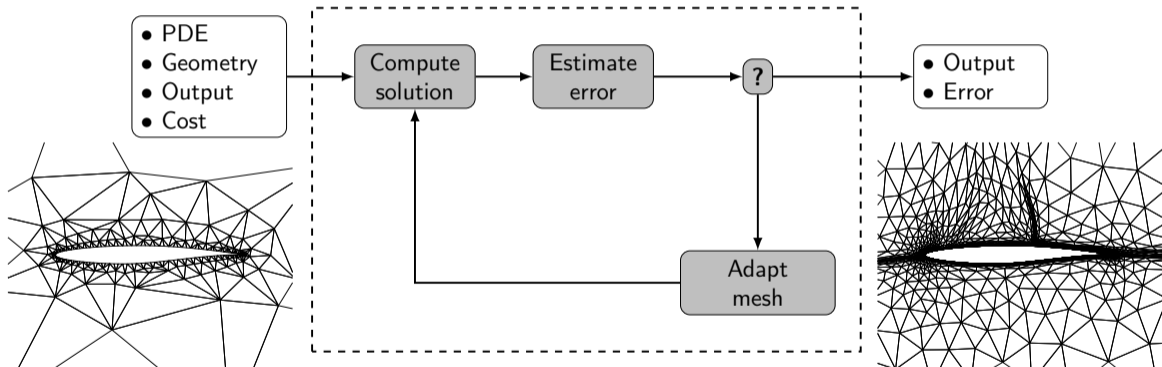 • PDE
• Geometry
• Output
• Cost
Compute
solution
Estimate
error
?
• Output
• Error
Adapt
mesh